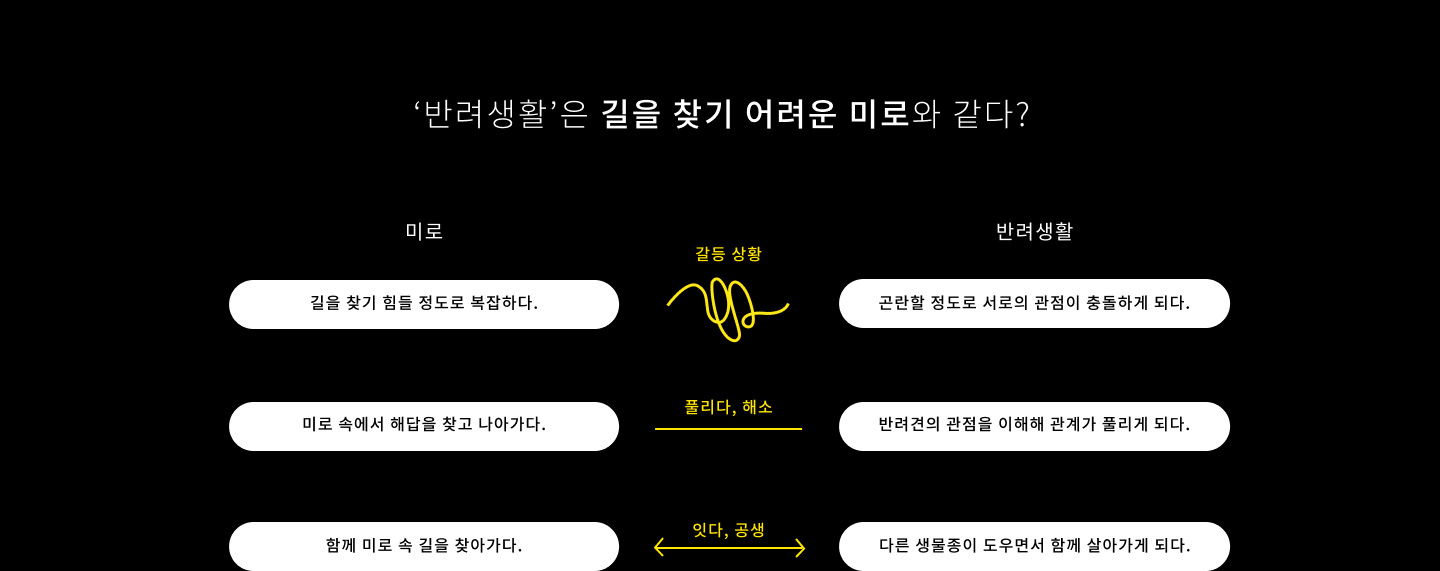 ‘반려생활’은 길을 찾기 어려운 미로와 같다?
미로
반려생활
갈등 상황
길을 찾기 힘들 정도로 복잡하다.
곤란할 정도로 서로의 관점이 충돌하게 되다.
풀리다, 해소
미로 속에서 해답을 찾고 나아가다.
반려견의 관점을 이해해 관계가 풀리게 되다.
잇다, 공생
함께 미로 속 길을 찾아가다.
다른 생물종이 도우면서 함께 살아가게 되다.